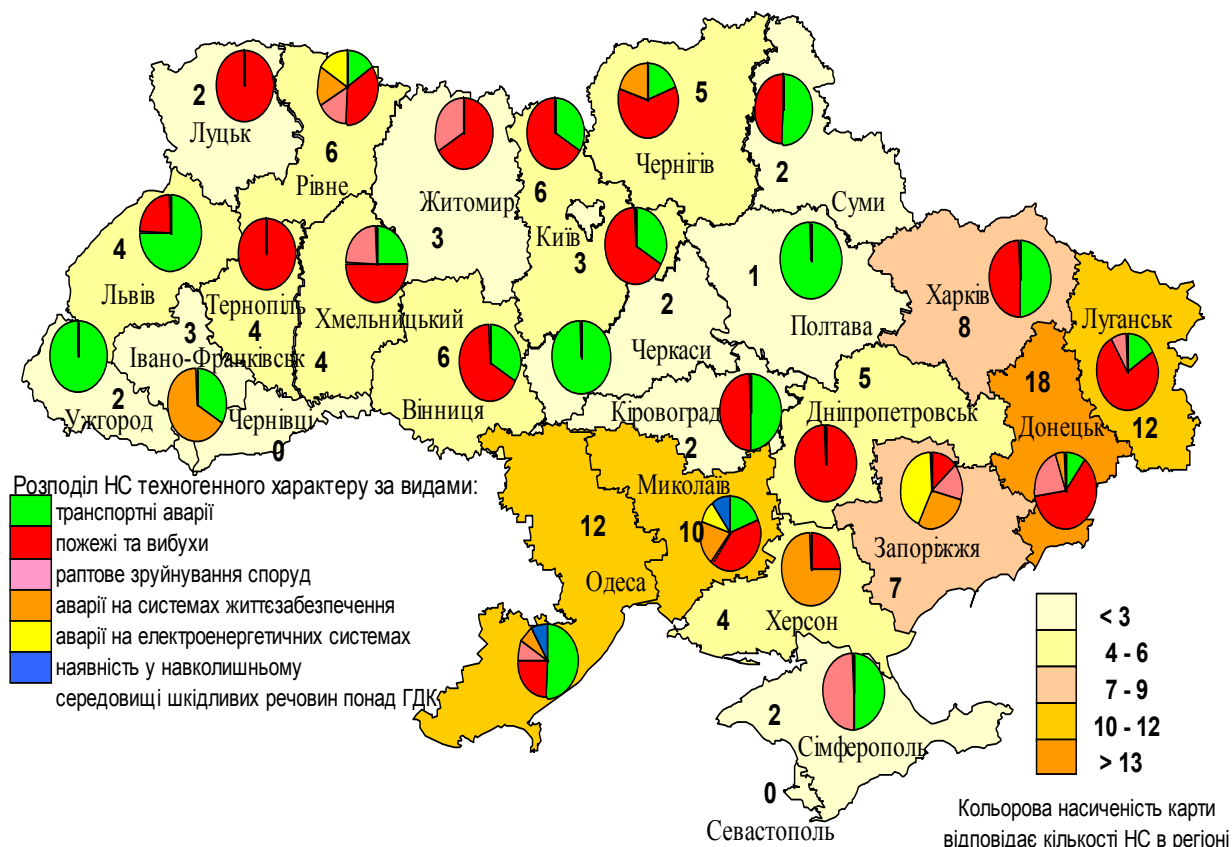 2
Луцьк
6
Рівне
3
Житомир
6
Київ
3
5
Чернігів
2
Суми
4
Львів
Тернопіль
4
Хмельницький
4
6
Вінниця
2
Черкаси
1
Полтава
Харків
8
Луганськ
12
3
Івано-Франківськ
2
Ужгород
Чернівці
0
Кіровоград
2
5
Дніпропетровськ
18
Донецьк
Миколаїв
10
12
Одеса
Запоріжжя
7
4
Херсон
2
Сімферополь
0
Севастополь
Розподіл НС техногенного характеру за видами:
транспортні аварії
пожежі та вибухи
раптове зруйнування споруд
аварії на системах життєзабезпечення
аварії на електроенергетичних системах
наявність у навколишньому
середовищі шкідливих речовин понад ГДК
< 3
4 - 6
7 - 9
10 - 12
> 13
Кольорова насиченість карти
відповідає кількості НС в регіоні